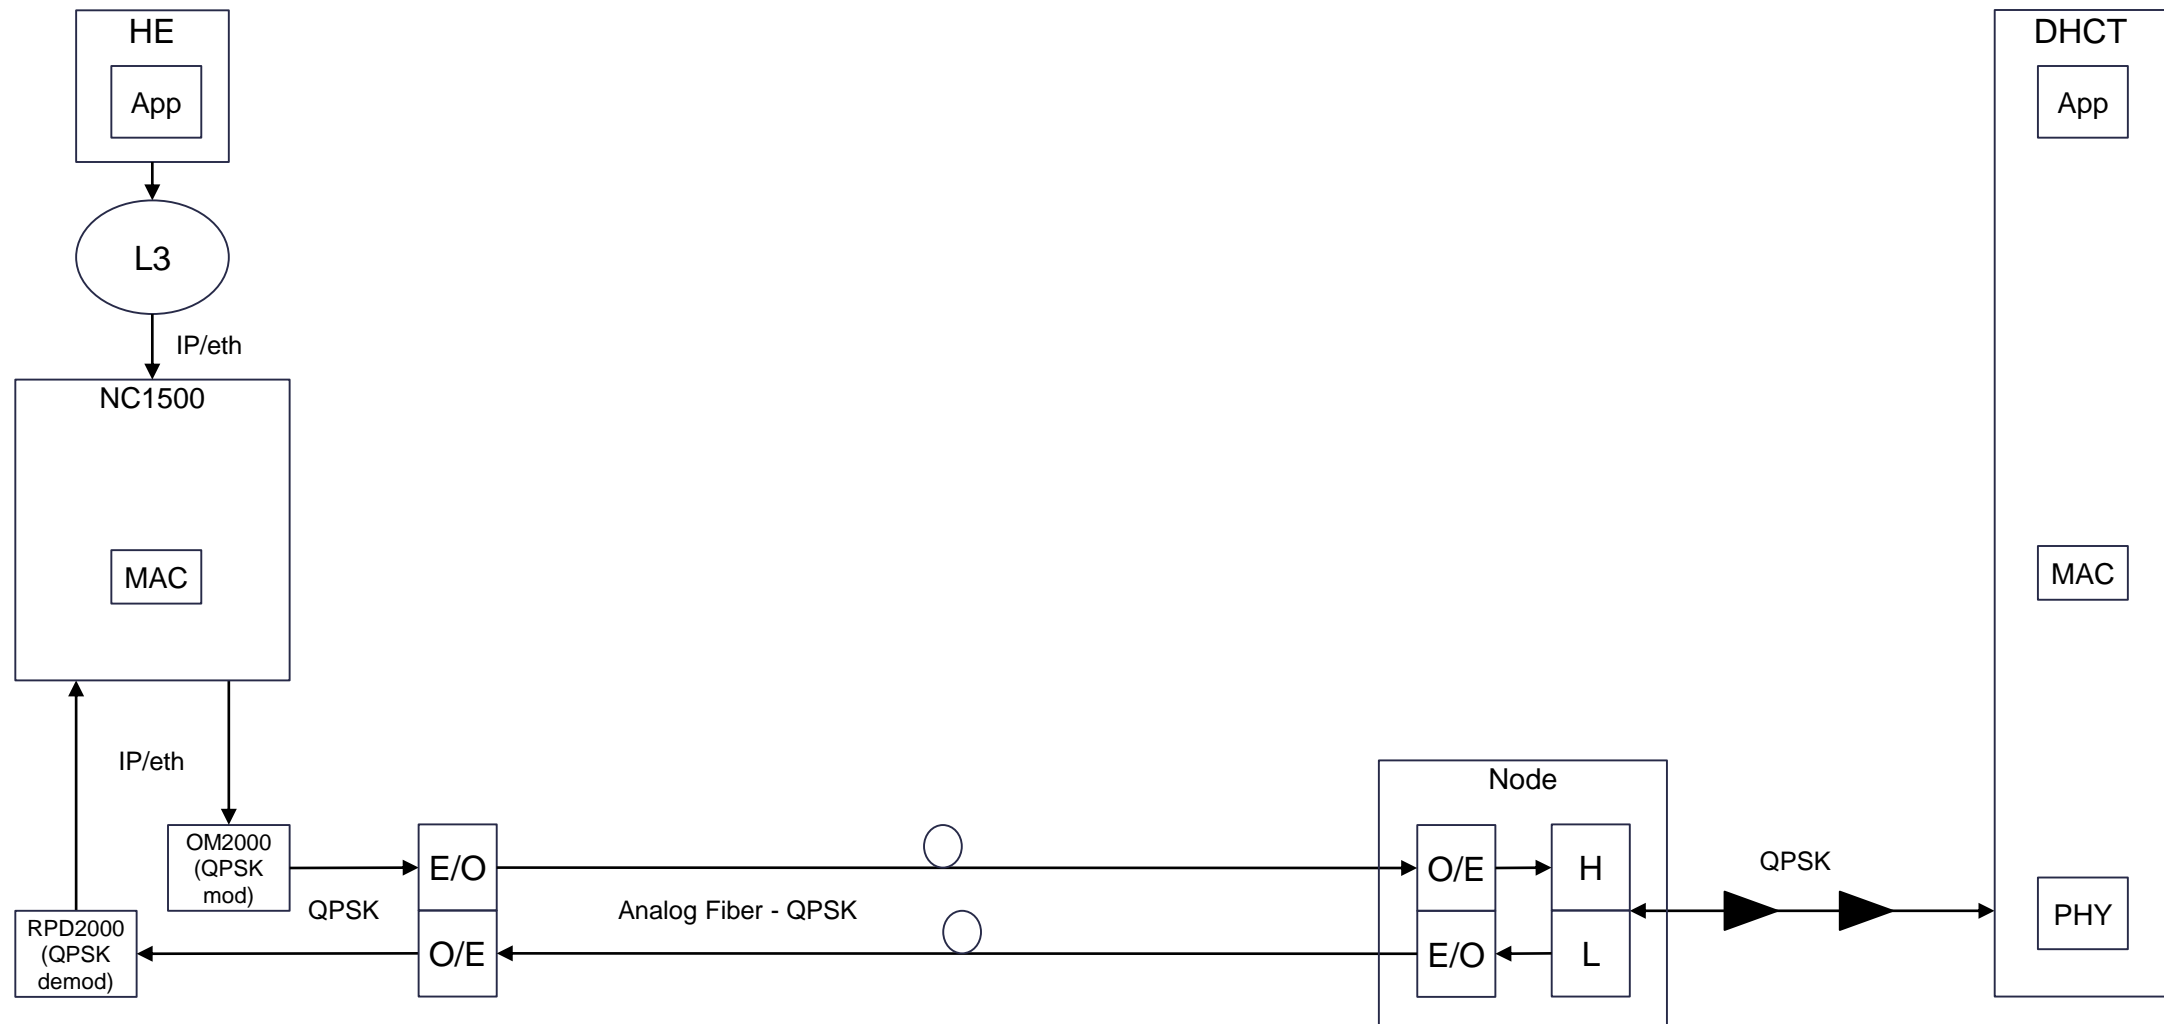 HE
App
DHCT
App
L3
IP/eth
NC1500
MAC
MAC
IP/eth
Node
OM2000
(QPSK
mod)
E/O
O/E
H
QPSK
PHY
QPSK
Analog Fiber - QPSK
RPD2000
(QPSK
demod)
O/E
E/O
L